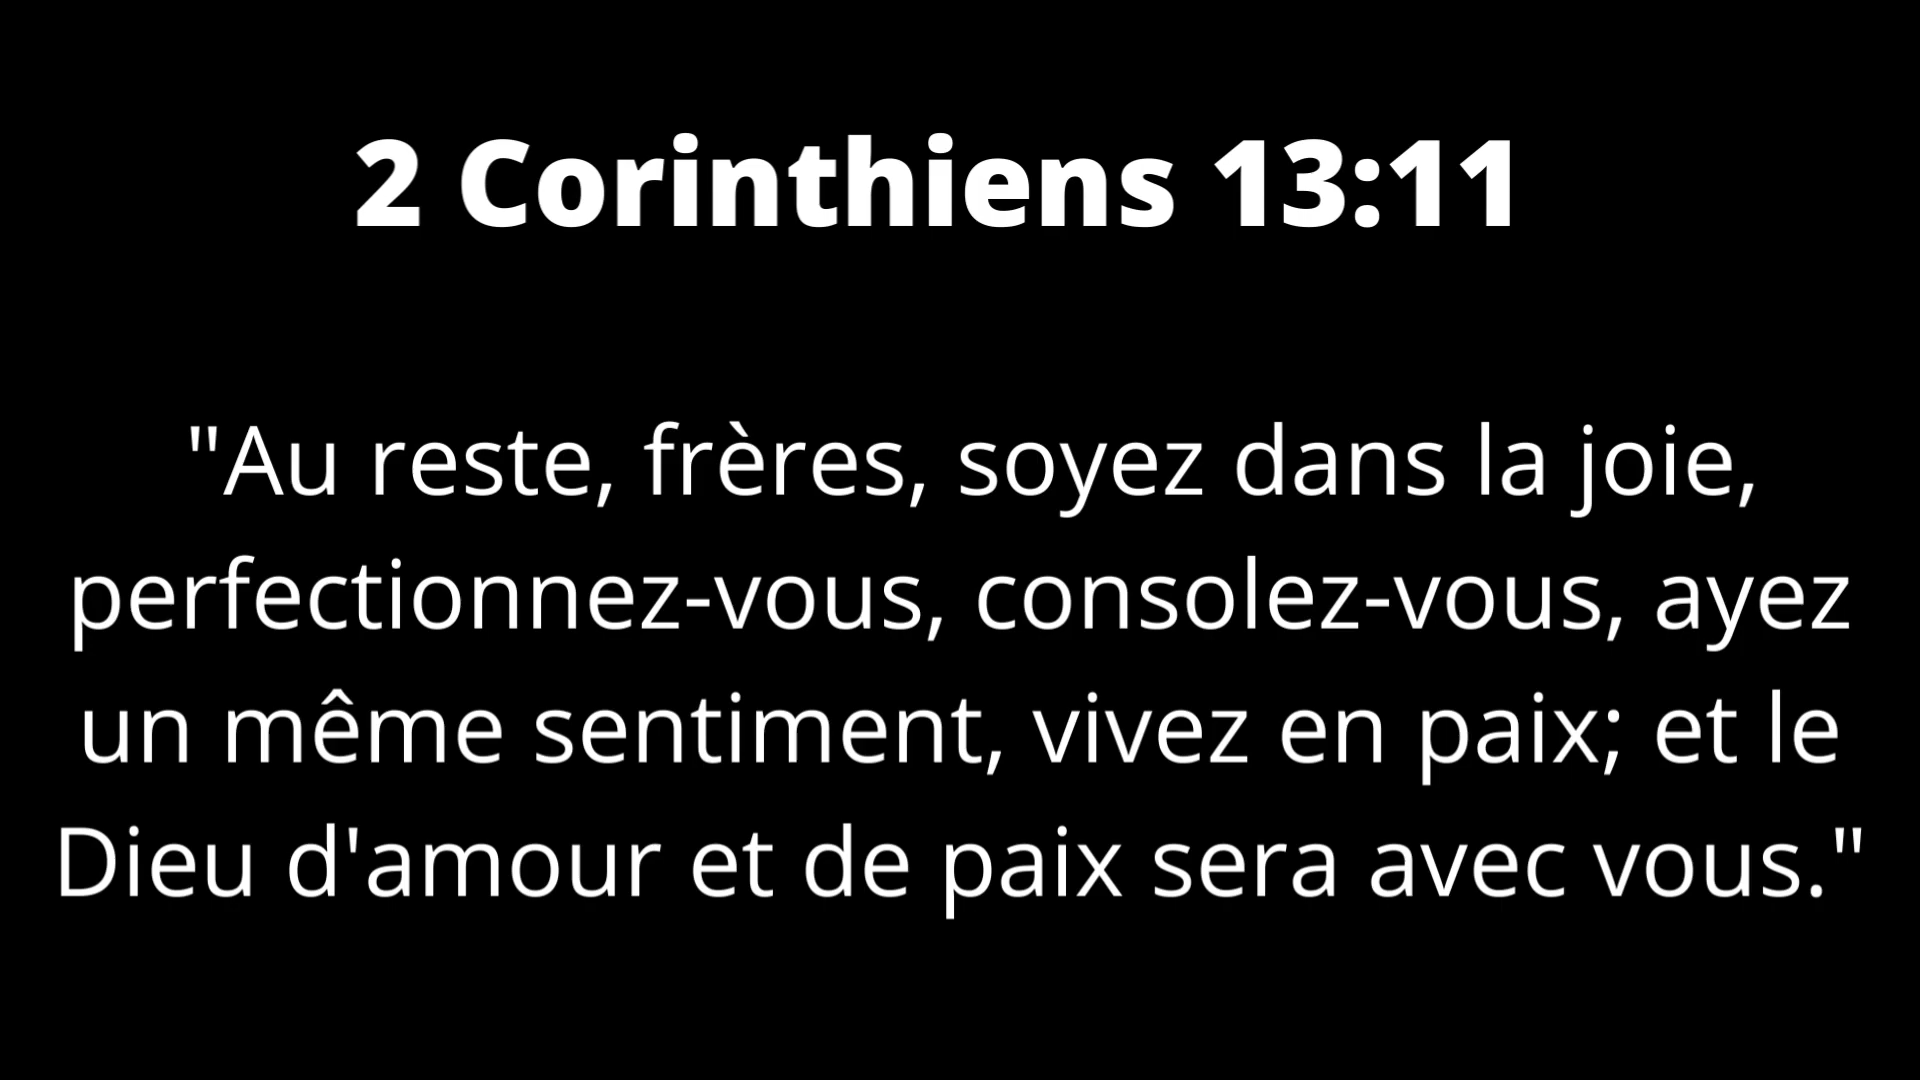 2 Corinthiens 13:11
"Au reste, frères, soyez dans la joie,
perfectionnez-vous, consolez-vous, ayez
un même sentiment, vivez en paix; et le
Dieu d'amour et de paix sera avec vous."